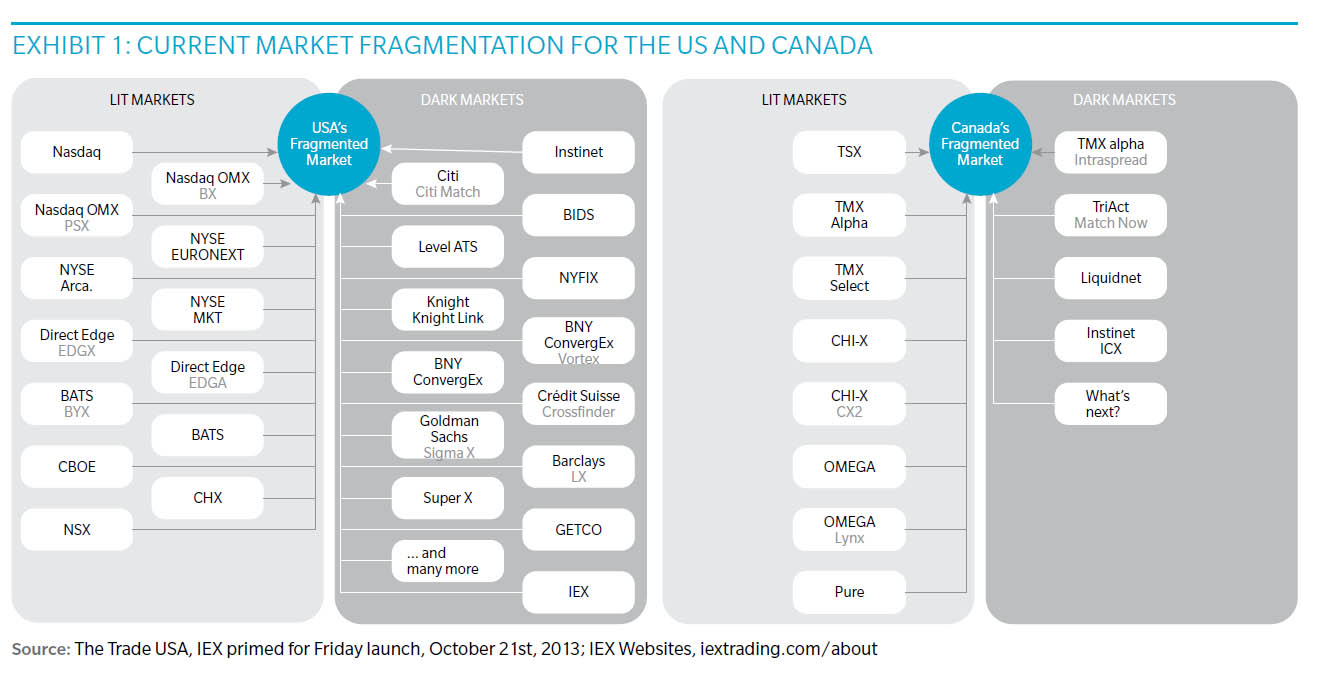 EXHIBIT 1: CURRENT MARKET FRAGMENTATION FOR THE US AND CANADA
LIT MARKETS
USA's
Fragmented
Market
DARK MARKETS
Nasdaq
Nasdaq OMX
BX
Nasdaq OMX
PSX
NYSE
EURONEXT
NYSE
Arca.
NYSE
MKT
Direct Edge
EDGX
Direct Edge
EDGA
BATS
BYX
BATS
CBOE
CHX
NSX
Instinet
Citi
Citi Match
BIDS
Level ATS
NYFIX
Knight
Knight Link
BNY
ConvergEx
Vortex
BNY
ConvergEx
Crédit Suisse
Crossfinder
Goldman
Sachs
Sigma X
Barclays
LX
Super X
GETCO
... and
many more
IEX
LIT MARKETS
Canada's
Fragmented
Market
DARK MARKETS
TSX
TMX
Alpha
TMX
Select
CHI-X
CHI-X
CX2
OMEGA
OMEGA
Lynx
Pure
TMX alpha
Intraspread
TriAct
Match Now
Liquidnet
Instinet
ICX
What's
next?
Source: The Trade USA, IEX primed for Friday launch, October 21st, 2013; IEX Websites, iextrading.com/about